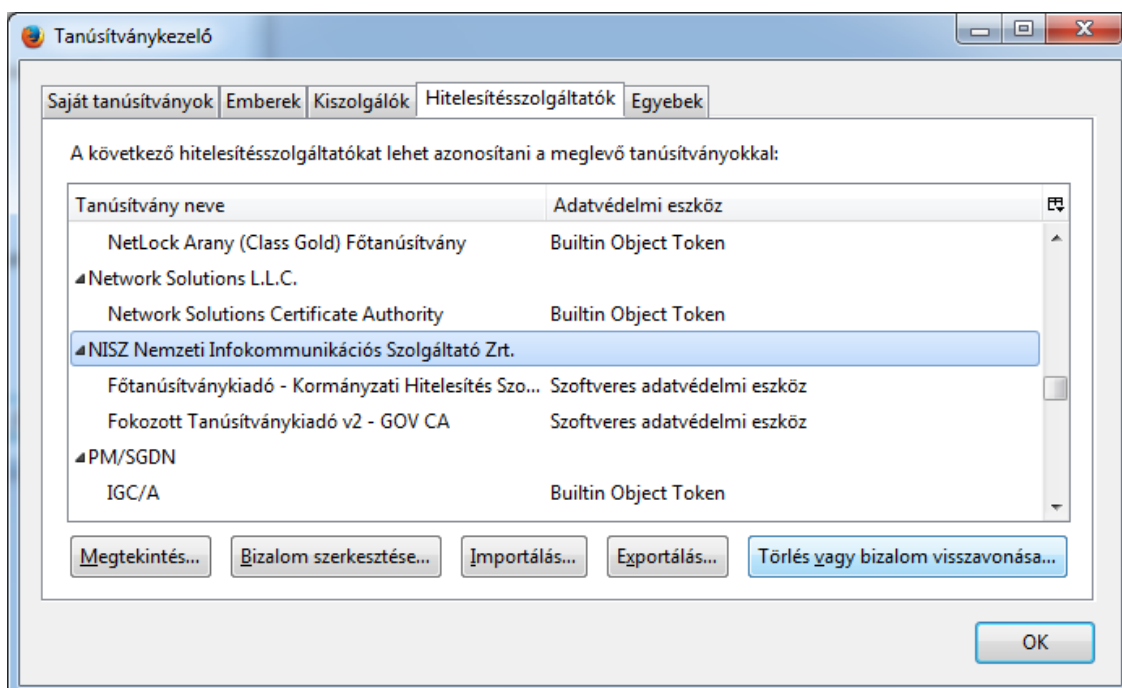 Tanúsítványkezelő
Saját tanúsítványok Emberek Kiszolgálók Hitelesítésszolgáltatók Egyebek
A következő hitelesítésszolgáltatókat lehet azonosítani a meglevő tanúsítványokkal:
Tanúsítvány neve Adatvédelmi eszköz
NetLock Arany (Class Gold) Főtanúsítvány Builtin Object Token
Network Solutions L.L.C.
Network Solutions Certificate Authority Builtin Object Token
NISZ Nemzeti Infokommunikációs Szolgáltató Zrt.
Főtanúsítványkiadó - Kormányzati Hitelesítés Szo... Szoftveres adatvédelmi eszköz
Fokozott Tanúsítványkiadó v2 - GOV CA Szoftveres adatvédelmi eszköz
PM/SGDN
IGC/A Builtin Object Token
Megtekintés... Bizalom szerkesztése... Importálás... Exportálás... Törlés vagy bizalom visszavonása...
OK